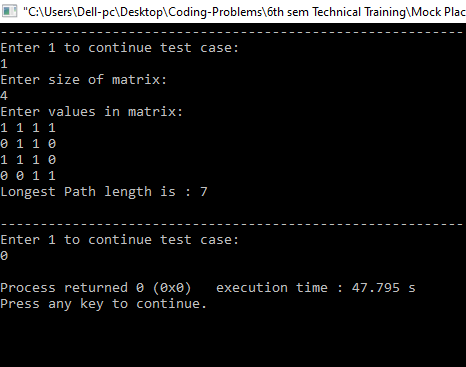 "C:\Users\Dell-pc\Desktop\Coding-Problems\6th sem Technical Training\Mock Plac
----------------------------------------------------------
Enter 1 to continue test case:
1
Enter size of matrix:
4
Enter values in matrix:
1 1 1 1
0 1 1 0
1 1 1 0
0 0 1 1
Longest Path length is : 7
----------------------------------------------------------
Enter 1 to continue test case:
0
Process returned 0 (0x0)   execution time : 47.795 s
Press any key to continue.